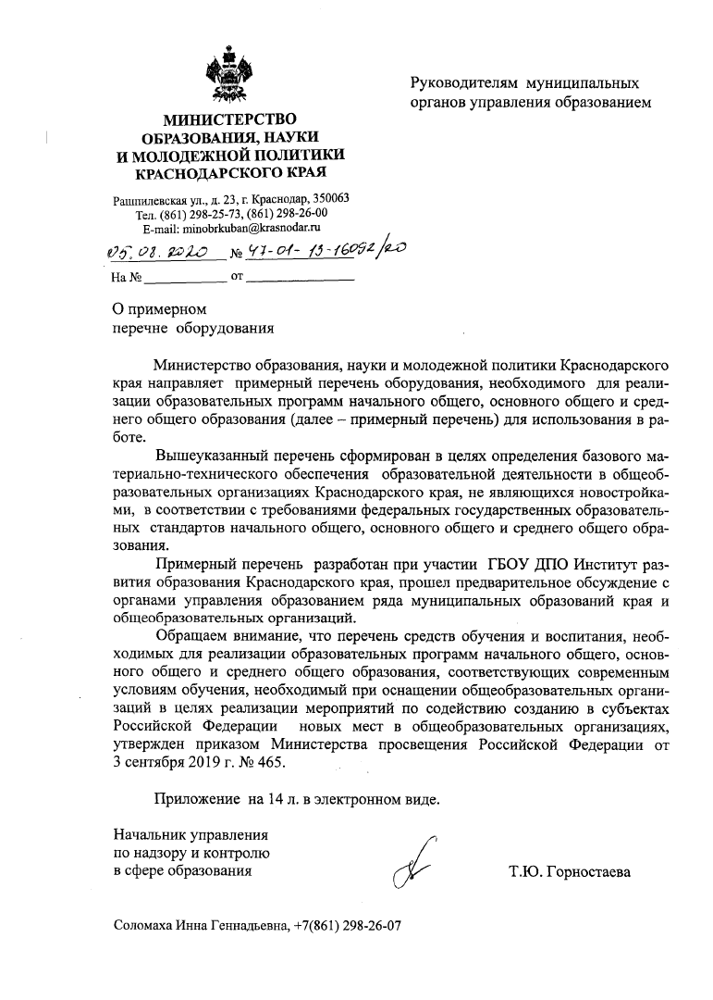 Руководителям муниципальных
органов управления образованием
МИНИСТЕРСТВО
ОБРАЗОВАНИЯ, НАУКИ
И МОЛОДЕЖНОЙ ПОЛИТИКИ
КРАСНОДАРСКОГО КРАЯ
Рашпилевская ул., д. 23, г. Краснодар, 350063
Тел. (861) 298-25-73, (861) 298-26-00
E-mail: minobrkuban@krasnodar.ru
05.08.2020 № 47-01-13-16092/20
На № ____________ от ________________
О примерном
перечне оборудования
Министерство образования, науки и молодежной политики Краснодарского
края направляет примерный перечень оборудования, необходимого для реали-
зации образовательных программ начального общего, основного общего и сред-
него общего образования (далее – примерный перечень) для использования в ра-
боте.
Вышеуказанный перечень сформирован в целях определения базового ма-
териально-технического обеспечения образовательной деятельности в общеоб-
разовательных организациях Краснодарского края, не являющихся новостройка-
ми, в соответствии с требованиями федеральных государственных образователь-
ных стандартов начального общего, основного общего и среднего общего обра-
зования.
Примерный перечень разработан при участии ГБОУ ДПО Институт раз-
вития образования Краснодарского края, прошел предварительное обсуждение с
органами управления образованием ряда муниципальных образований края и
общеобразовательных организаций.
Обращаем внимание, что перечень средств обучения и воспитания, необ-
ходимых для реализации образовательных программ начального общего, основ-
ного общего и среднего общего образования, соответствующих современным
условиям обучения, необходимый при оснащении общеобразовательных органи-
заций в целях реализации мероприятий по содействию созданию в субъектах
Российской Федерации новых мест в общеобразовательных организациях,
утвержден приказом Министерства просвещения Российской Федерации от
3 сентября 2019 г. № 465.
Приложение на 14 л. в электронном виде.
Начальник управления
по надзору и контролю
в сфере образования Т.Ю. Горностаева
Соломаха Инна Геннадьевна, +7(861) 298-26-07